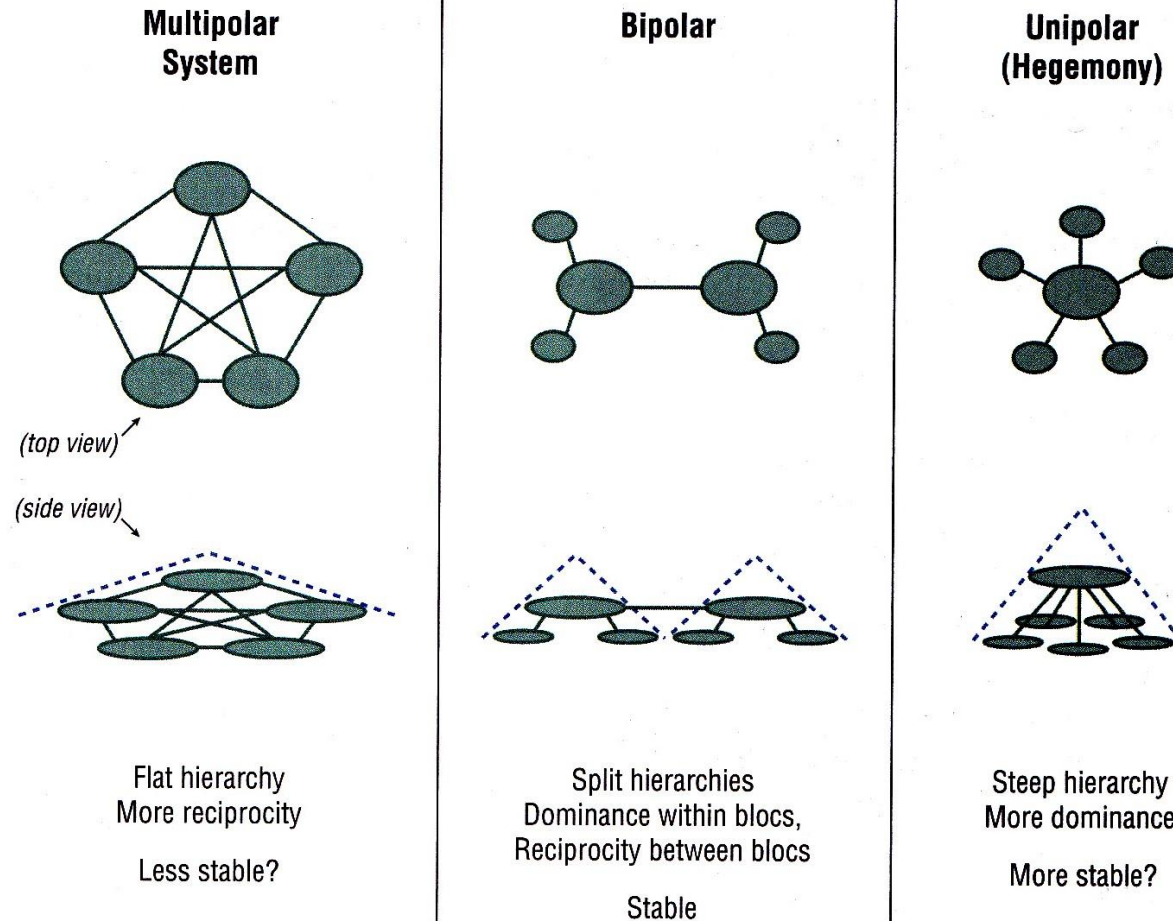 Multipolar
System
Bipolar
Unipolar
(Hegemony)
(top view)
(side view)
Flat hierarchy
More reciprocity
Less stable?
Split hierarchies
Dominance within blocs,
Reciprocity between blocs
Stable
Steep hierarchy
More dominance
More stable?